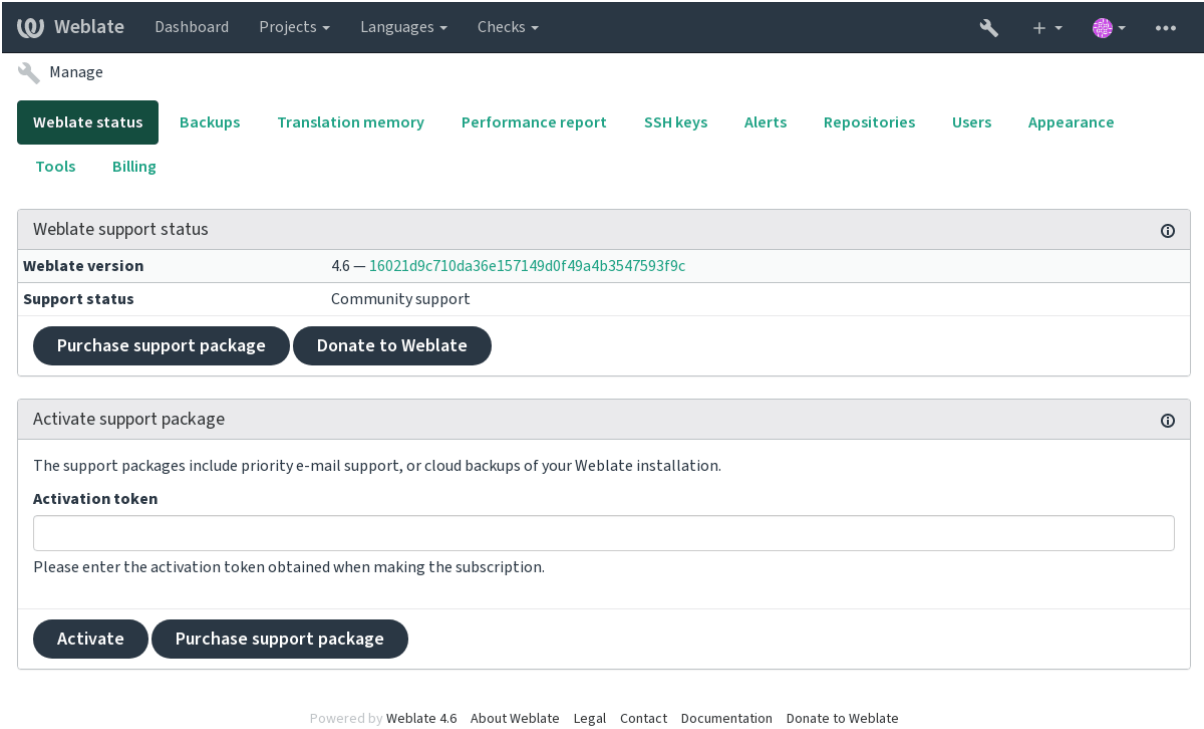 Weblate Dashboard Projects Languages Checks
Manage
Weblate status Backups Translation memory Performance report SSH keys Alerts Repositories Users Appearance
Tools Billing
Weblate support status
Weblate version 4.6 — 16021d9c710da36e157149d0f49a4b3547593f9c
Support status Community support
Purchase support package Donate to Weblate
Activate support package
The support packages include priority e-mail support, or cloud backups of your Weblate installation.
Activation token
Please enter the activation token obtained when making the subscription.
Activate Purchase support package
Powered by Weblate 4.6 About Weblate Legal Contact Documentation Donate to Weblate